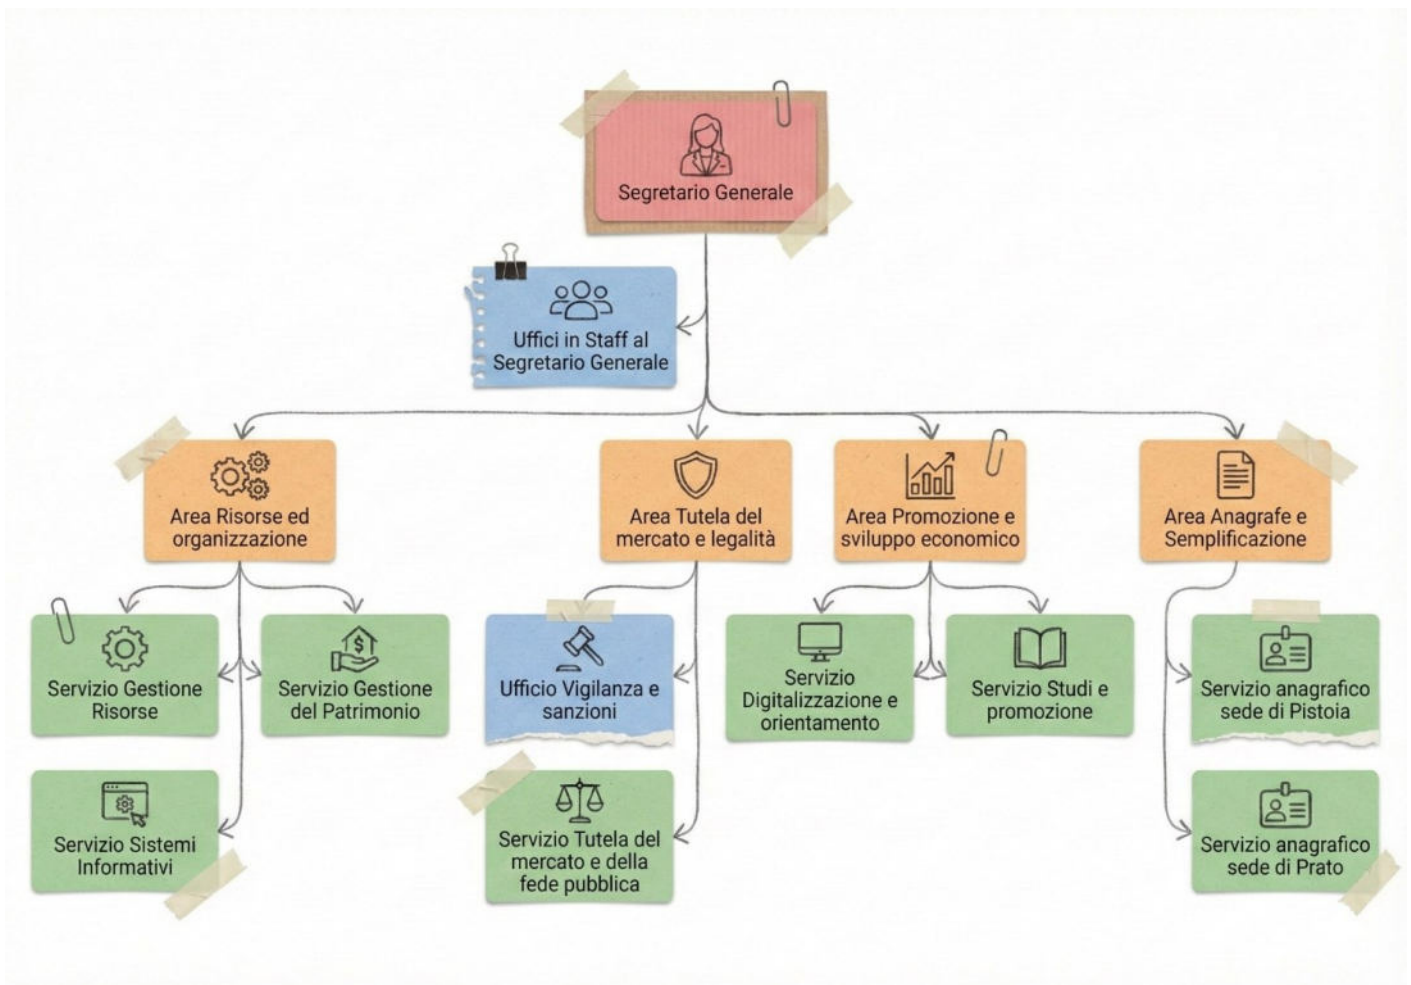 Segretario Generale
Uffici in Staff al
Segretario Generale
Area Risorse ed
organizzazione
Area Tutela del
mercato e legalità
Area Promozione e
sviluppo economico
Area Anagrafe e
Semplificazione
Servizio Gestione
Risorse
Servizio Gestione
del Patrimonio
Ufficio Vigilanza e
sanzioni
Servizio
Digitalizzazione e
orientamento
Servizio Studi e
promozione
Servizio anagrafico
sede di Pistoia
Servizio Sistemi
Informativi
Servizio Tutela del
mercato e della
fede pubblica
Servizio anagrafico
sede di Prato